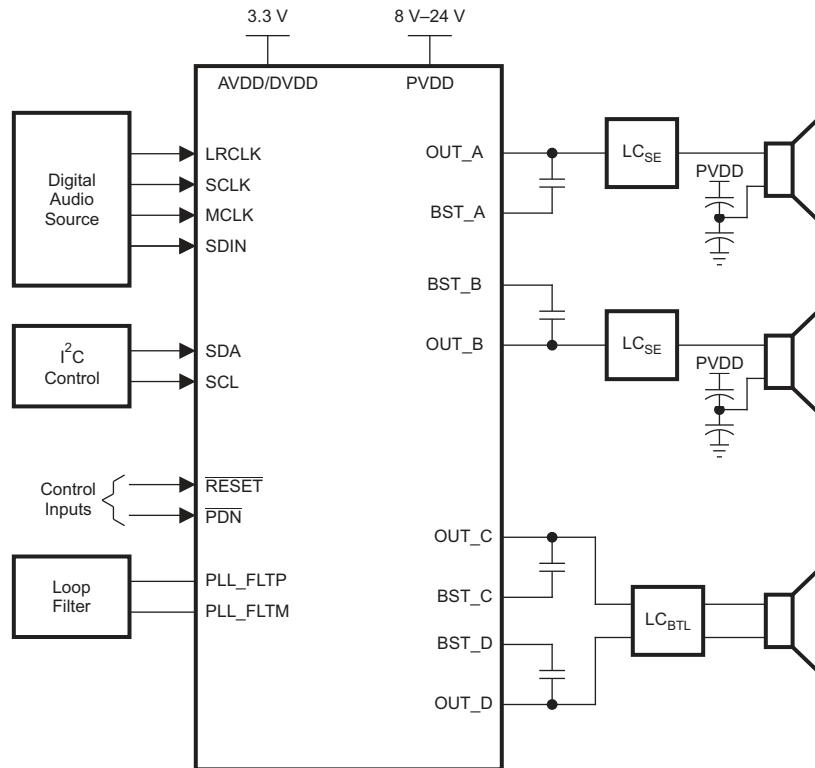 3.3 V
8 V–24 V
AVDD/DVDD
PVDD
Digital
Audio
Source
LRCLK
SCLK
MCLK
SDIN
I²C
Control
SDA
SCL
Control
Inputs
RESET
PDN
Loop
Filter
PLL_FLTP
PLL_FLTM
OUT_A
BST_A
LC_SE
PVDD
BST_B
OUT_B
LC_SE
PVDD
OUT_C
BST_C
BST_D
OUT_D
LC_BTL